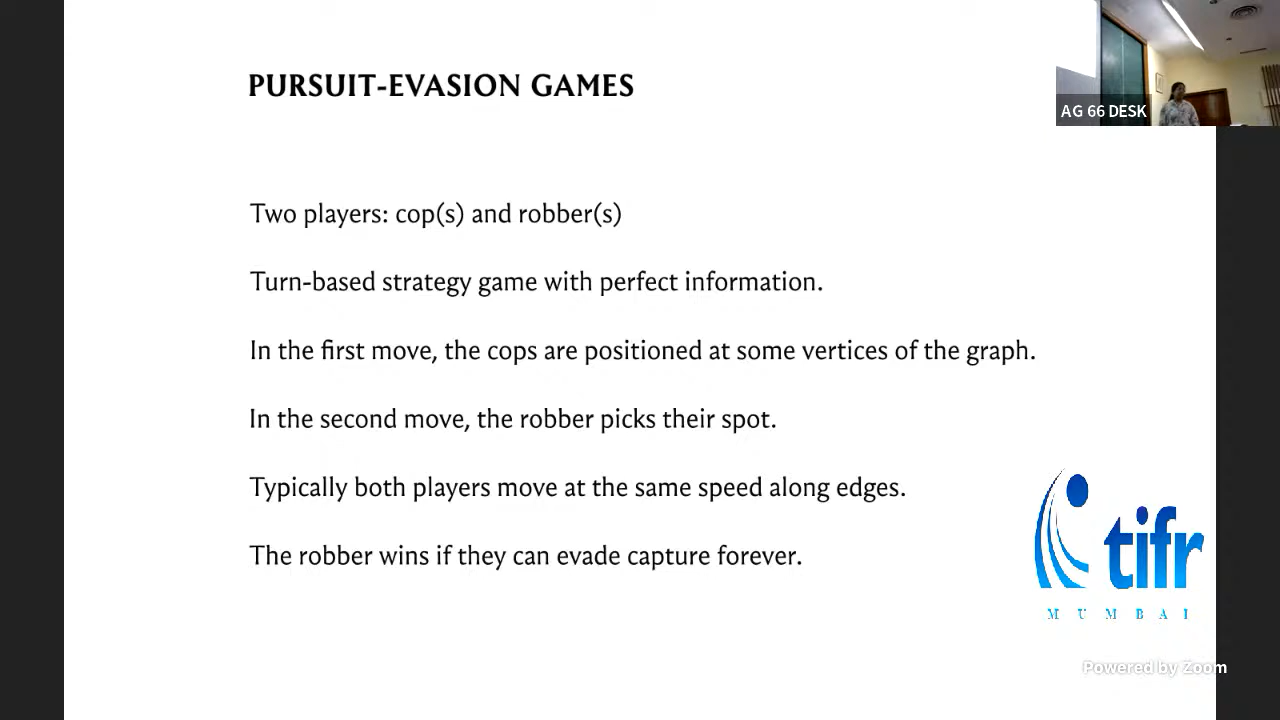 PURSUIT-EVASION GAMES
AG 66 DESK
Two players: cop(s) and robber(s)
Turn-based strategy game with perfect information.
In the first move, the cops are positioned at some vertices of the graph.
In the second move, the robber picks their spot.
Typically both players move at the same speed along edges.
The robber wins if they can evade capture forever.
tifr
MUMBAI
Powered by Zoom